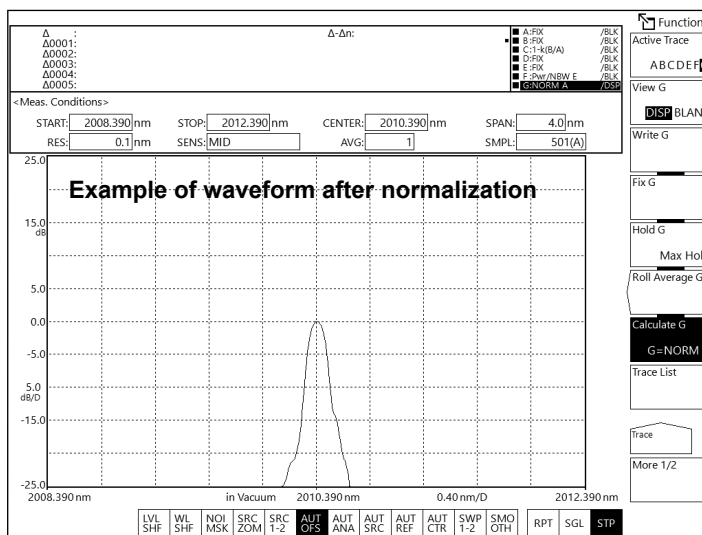 Function
Δ :
Δ0001:
Δ0002:
Δ0003:
Δ0004:
Δ0005:
Δ-Δn:
A:FIX /BLK
B:FIX /BLK
C:1-k(B/A) /BLK
D:FIX /BLK
E:FIX /BLK
F:Pwr/NBW E /BLK
G:NORM A /DSP
<Meas. Conditions>
START: 2008.390 nm STOP: 2012.390 nm CENTER: 2010.390 nm SPAN: 4.0 nm
RES: 0.1 nm SENS: MID AVG: 1 SMPL: 501(A)
Example of waveform after normalization
25.0
15.0
dB
5.0
0.0
-5.0
5.0
dB/D
-15.0
-25.0
2008.390 nm in Vacuum 2010.390 nm 0.40 nm/D 2012.390 nm
LVL SHF WL SHF NOI MSK SRC ZOM SRC 1-2 AUT OFS AUT ANA AUT SRC AUT REF AUT CTR SWP 1-2 SMO OTH RPT SGL STP
Active Trace
ABCDEF
View G
DISP BLAN
Write G
Fix G
Hold G
Max Hol
Roll Average G
Calculate G
G=NORM
Trace List
Trace
More 1/2